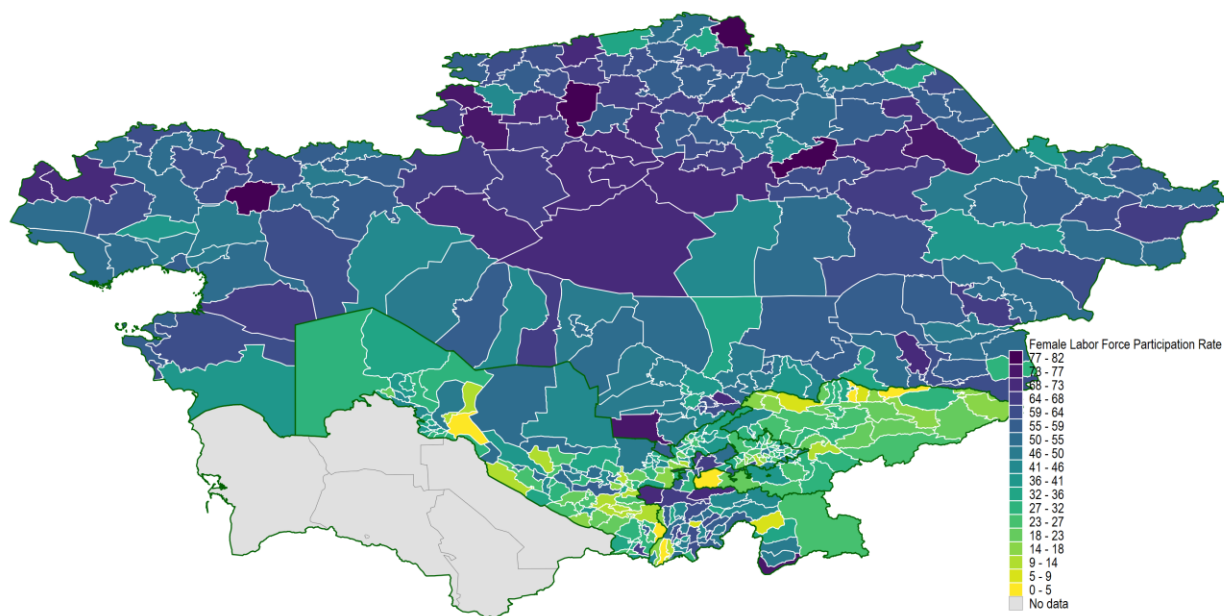 Female Labor Force Participation Rate
77 - 82
73 - 77
68 - 73
64 - 68
59 - 64
55 - 59
50 - 55
46 - 50
41 - 46
36 - 41
32 - 36
27 - 32
23 - 27
18 - 23
14 - 18
9 - 14
5 - 9
0 - 5
No data